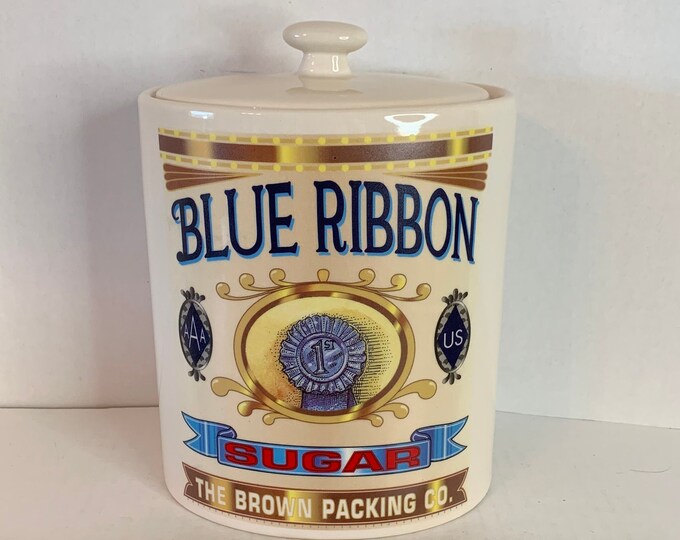 BLUE RIBBON
AAA
1ST
US
SUGAR
THE BROWN PACKING CO.